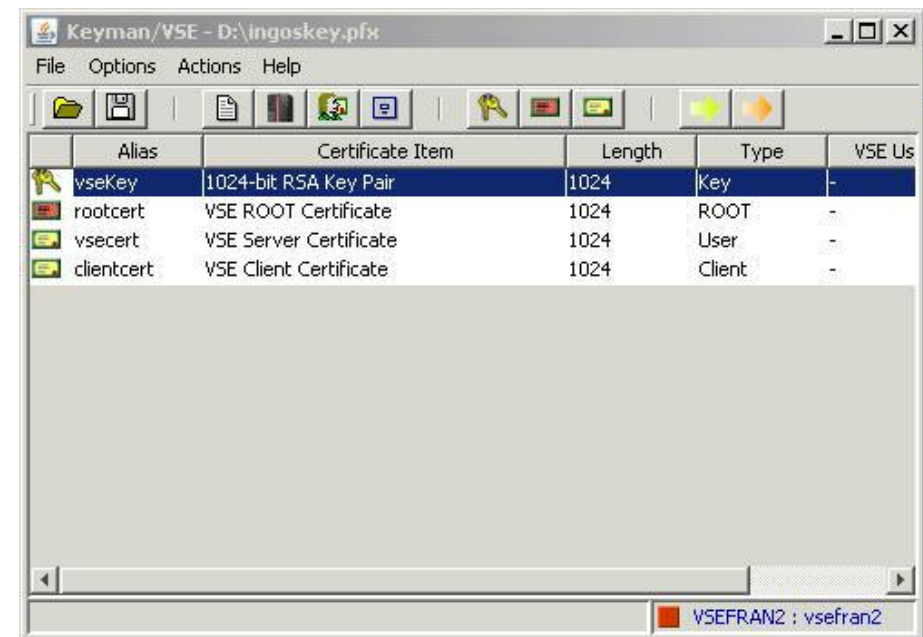 Keyman/VSE - D:\ingoskey.pfx
File Options Actions Help
Alias Certificate Item Length Type VSE Us
vseKey 1024-bit RSA Key Pair 1024 Key -
rootcert VSE ROOT Certificate 1024 ROOT -
vsecert VSE Server Certificate 1024 User -
clientcert VSE Client Certificate 1024 Client -
VSEFRAN2 : vsefran2